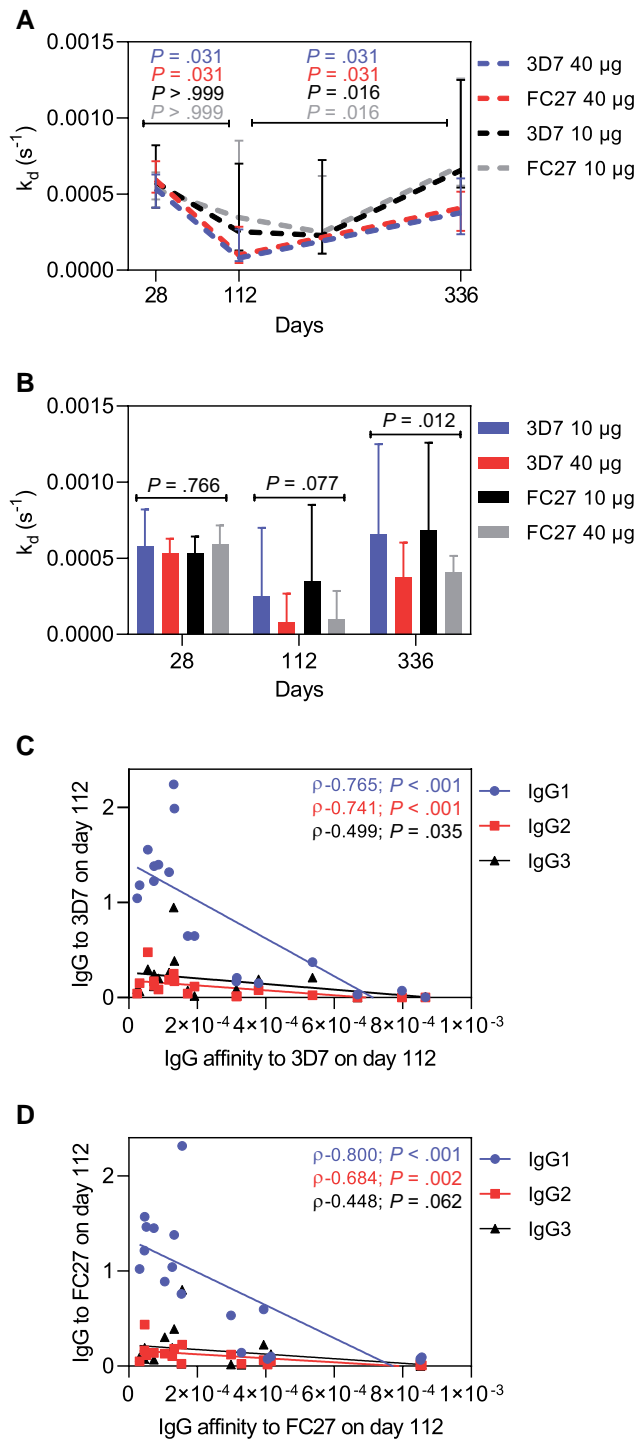 A
0.0015
0.0010
0.0005
0.0000
k_d (s⁻¹)
P = .031
P = .031
P > .999
P > .999
P = .031
P = .031
P = .016
P = .016
28
112
336
Days
3D7 40 µg
FC27 40 µg
3D7 10 µg
FC27 10 µg
B
0.0015
0.0010
0.0005
0.0000
k_d (s⁻¹)
P = .766
P = .077
P = .012
28
112
336
Days
3D7 10 µg
3D7 40 µg
FC27 10 µg
FC27 40 µg
C
IgG to 3D7 on day 112
2
1
0
ρ-0.765; P < .001
ρ-0.741; P < .001
ρ-0.499; P = .035
0
2×10⁻⁴
4×10⁻⁴
6×10⁻⁴
8×10⁻⁴
1×10⁻³
IgG affinity to 3D7 on day 112
IgG1
IgG2
IgG3
D
IgG to FC27 on day 112
2
1
0
ρ-0.800; P < .001
ρ-0.684; P = .002
ρ-0.448; P = .062
0
2×10⁻⁴
4×10⁻⁴
6×10⁻⁴
8×10⁻⁴
1×10⁻³
IgG affinity to FC27 on day 112
IgG1
IgG2
IgG3